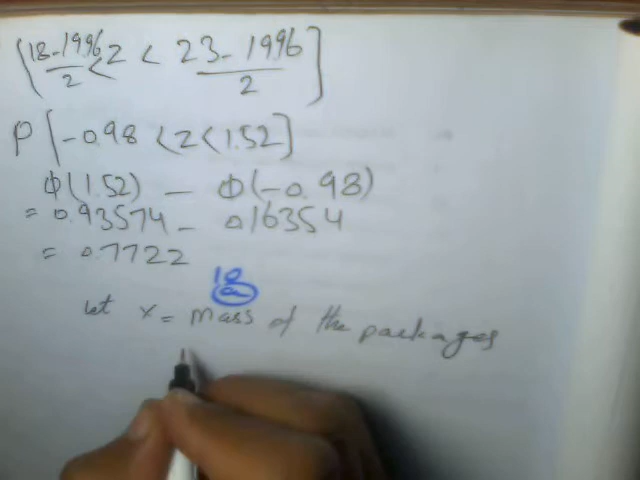 (18-19.96/2 < z < 23-19.96/2]
P[-0.98 < z < 1.52]
Φ(1.52) - Φ(-0.98)
= 0.93574 - 0.16354
= 0.7722
10
(a)
let x = mass of the packages